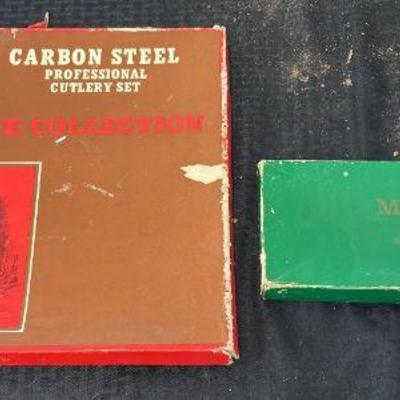 CARBON STEEL
PROFESSIONAL
CUTLERY SET
COLLECTION
M